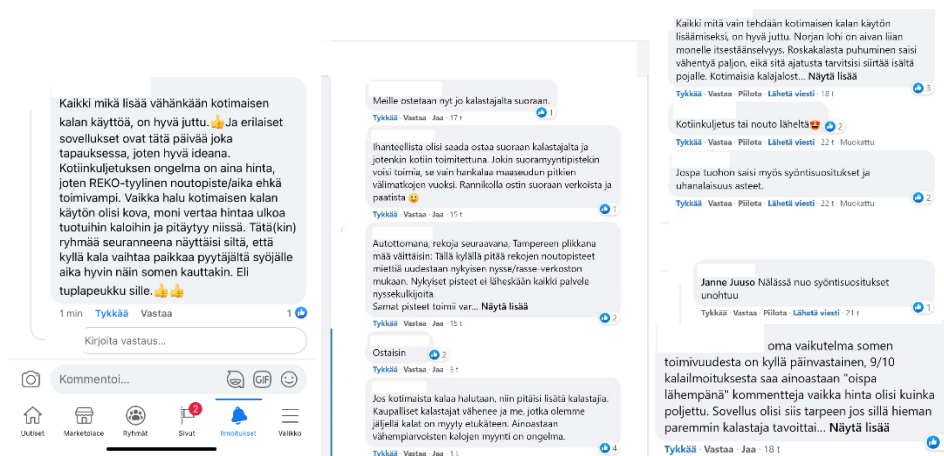 Kaikki mikä lisää vähänkään kotimaisen
kalan käyttöä, on hyvä juttu.👍Ja erilaiset
sovellukset ovat tätä päivää joka
tapauksessa, joten hyvä ideana.
Kotiinkuljetuksen ongelma on aina hinta,
joten REKO-tyylinen noutopiste/aika ehkä
toimivampi. Vaikka halu kotimaisen kalan
käytön olisi kova, moni vertaa hintaa ulkoa
tuotuihin kaloihin ja pitäytyy niissä. Tätä(kin)
ryhmää seuranneena näyttäisi siltä, että
kyllä kala vaihtaa paikkaa pyytäjältä syöjälle
aika hyvin näin somen kauttakin. Eli
tuplapeukku sille.👍👍
1 min Tykkää Vastaa 1
Kirjoita vastaus...
Kommentoi...
GIF
2
Uutiset Marketplace Ryhmät Sivut Ilmoitukset Valikko
Meille ostetaan nyt jo kalastajalta suoraan.
1
Tykkää · Vastaa · Jaa · 17 t
Ihanteellista olisi saada ostaa suoraan kalastajalta ja
jotenkin kotiin toimitettuna. Jokin suoramyyntipistekin
voisi toimia, se vain hankalaa maaseudun pitkien
välimatkojen vuoksi. Rannikolla ostin suoraan verkoista ja
paatista 😀
1
Tykkää · Vastaa · Jaa · 15 t
Autottomana, rekoja seuraavana, Tampereen plikkana
mää väittäisin: Tällä kylällä pitää rekojen noutopisteet
miettiä uudestaan nykyisen nysse/rasse-verkoston
mukaan. Nykyiset pisteet ei läheskään kaikki palvele
nyssekulkijoita.
Samat pisteet toimii var... Näytä lisää
2
Tykkää · Vastaa · Jaa · 15 t
Ostaisin 2
Tykkää · Vastaa · Jaa · 3 t
Jos kotimaista kalaa halutaan, niin pitäisi lisätä kalastajia.
Kaupalliset kalastajat vähenee ja me, jotka olemme
jäljellä kalat on myyty etukäteen. Ainoastaan
vähempiarvoisten kalojen myynti on ongelma.
4
Tykkää · Vastaa · Jaa · 1 t
Kaikki mitä vain tehdään kotimaisen kalan käytön
lisäämiseksi, on hyvä juttu. Norjan lohi on aivan liian
monelle itsestäänselvyys. Roskakalasta puhuminen saisi
vähentyä paljon, eikä sitä ajatusta tarvitsisi siirtää isältä
pojalle. Kotimaisia kalajalost... Näytä lisää
3
Tykkää · Vastaa · Piilota · Lähetä viesti · 18 t
Kotiinkuljetus tai nouto läheltä😍 2
Tykkää · Vastaa · Piilota · Lähetä viesti · 22 t · Muokattu
Jospa tuohon saisi myös syöntisuositukset ja
uhanalaisuus asteet.
2
Tykkää · Vastaa · Piilota · Lähetä viesti · 22 t · Muokattu
Janne Juuso Nälässä nuo syöntisuositukset
unohtuu
1
Tykkää · Vastaa · Piilota · Lähetä viesti · 21 t
oma vaikutelma somen
toimivuudesta on kyllä päinvastainen, 9/10
kalailmoituksesta saa ainoastaan "oispa
lähempänä" kommentteja vaikka hinta olisi kuinka
poljettu. Sovellus olisi siis tarpeen jos sillä hieman
paremmin kalastaja tavoittai... Näytä lisää
Tykkää · Vastaa · Jaa · 18 t